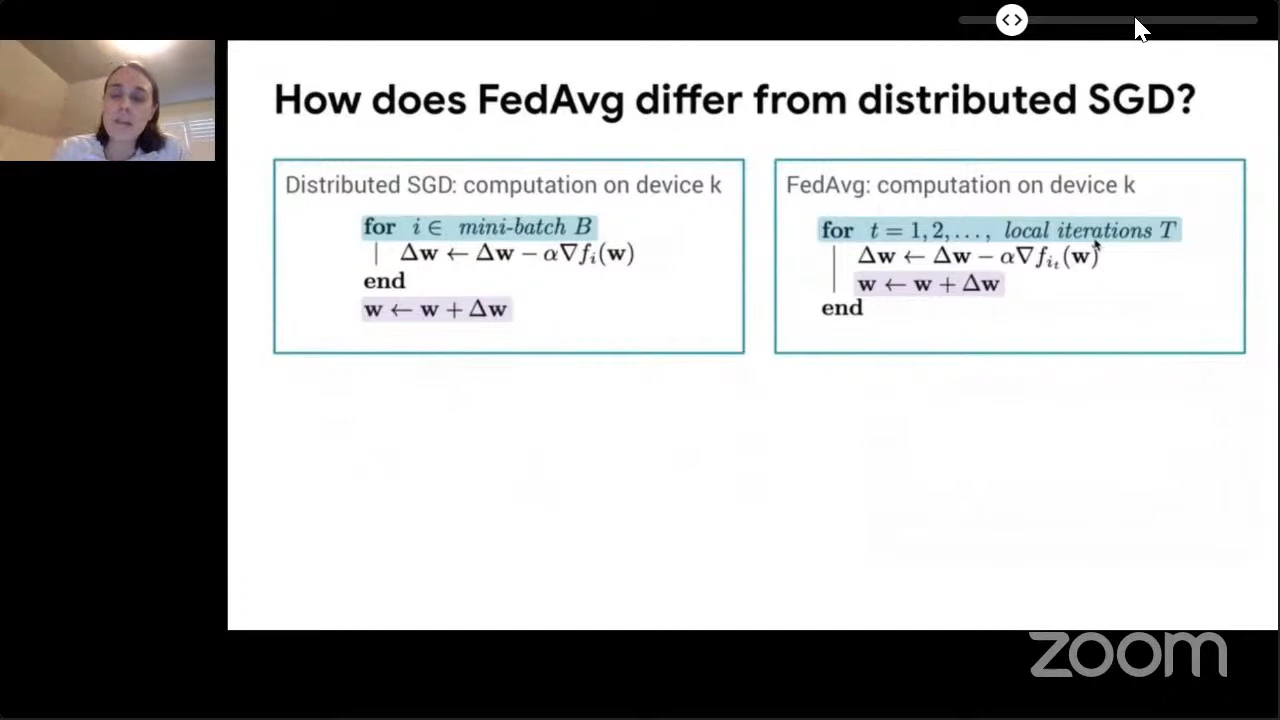 How does FedAvg differ from distributed SGD?
Distributed SGD: computation on device k
for i ∈ mini-batch B
Δw ← Δw − α∇f_i(w)
end
w ← w + Δw
FedAvg: computation on device k
for t = 1, 2, . . . , local iterations T
Δw ← Δw − α∇f_{i_t}(w)
w ← w + Δw
end
zoom